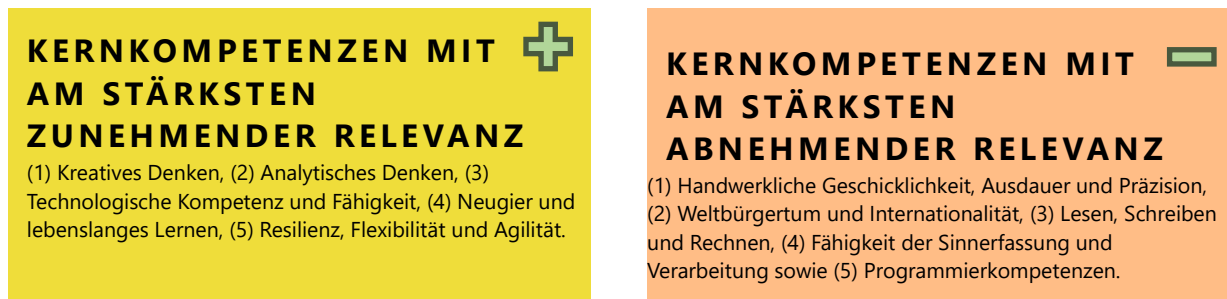 KERNKOMPETENZEN MIT
AM STÄRKSTEN
ZUNEHMENDER RELEVANZ
(1) Kreatives Denken, (2) Analytisches Denken, (3)
Technologische Kompetenz und Fähigkeit, (4) Neugier und
lebenslanges Lernen, (5) Resilienz, Flexibilität und Agilität.
KERNKOMPETENZEN MIT
AM STÄRKSTEN
ABNEHMENDER RELEVANZ
(1) Handwerkliche Geschicklichkeit, Ausdauer und Präzision,
(2) Weltbürgertum und Internationalität, (3) Lesen, Schreiben
und Rechnen, (4) Fähigkeit der Sinnerfassung und
Verarbeitung sowie (5) Programmierkompetenzen.